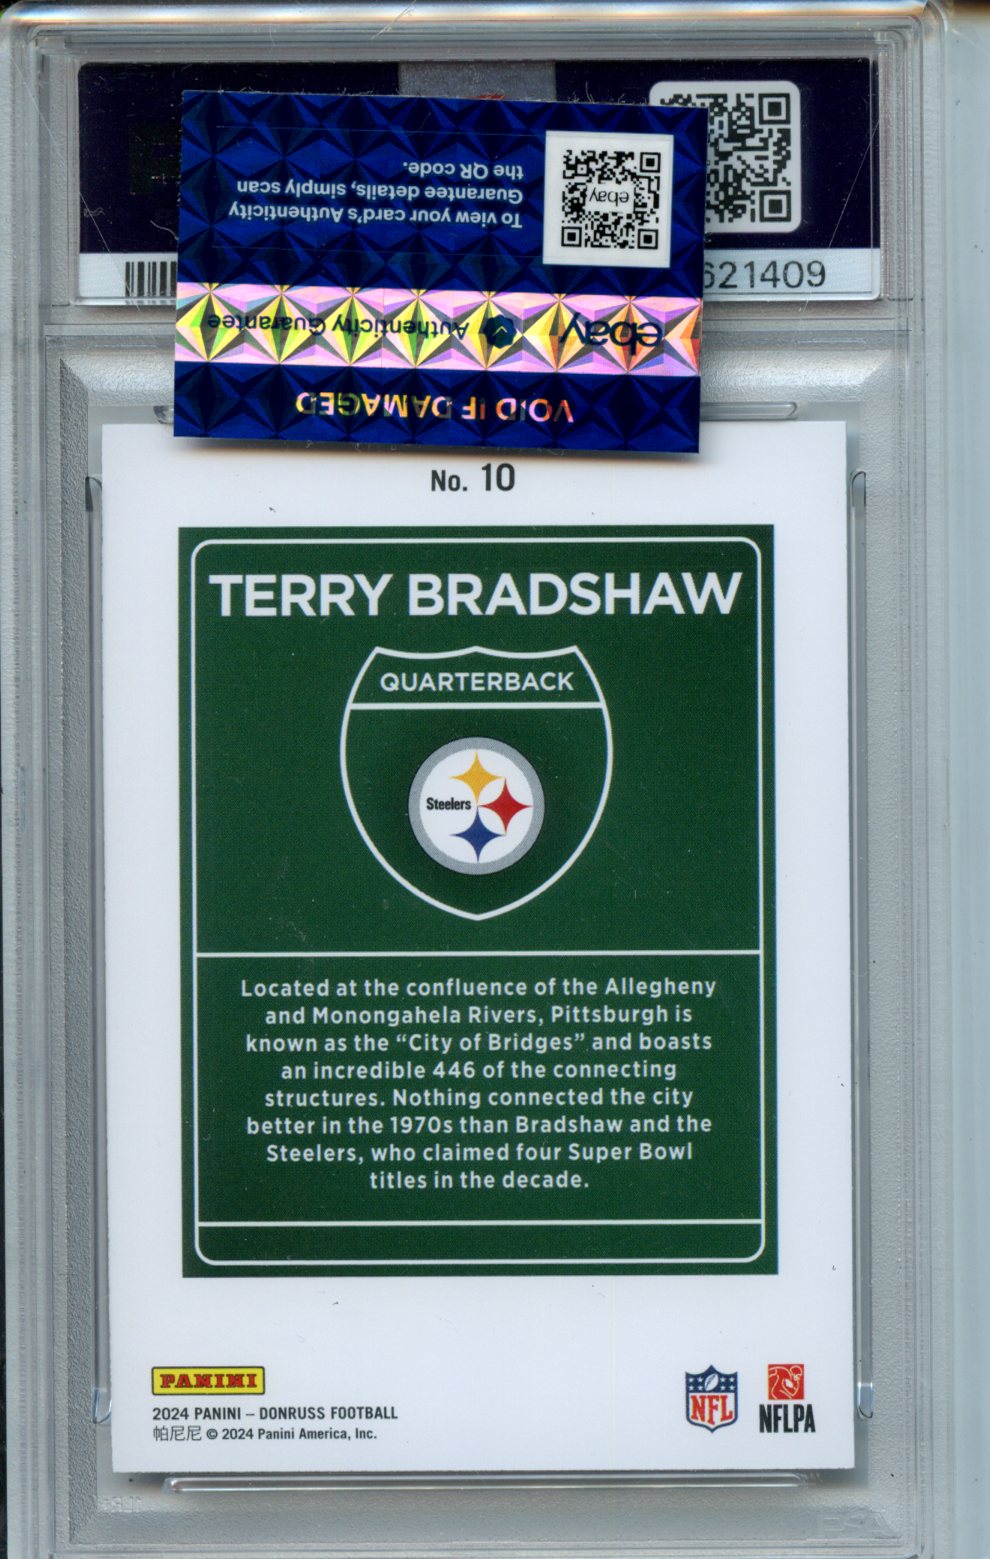 To view your card's Authenticity
Guarantee details, simply scan
the QR code.
ebay
ebay Authenticity Guarantee
VOID IF DAMAGED
621409
No. 10
TERRY BRADSHAW
QUARTERBACK
Steelers
Located at the confluence of the Allegheny
and Monongahela Rivers, Pittsburgh is
known as the “City of Bridges” and boasts
an incredible 446 of the connecting
structures. Nothing connected the city
better in the 1970s than Bradshaw and the
Steelers, who claimed four Super Bowl
titles in the decade.
PANINI
2024 PANINI – DONRUSS FOOTBALL
帕尼尼 © 2024 Panini America, Inc.
NFL
NFLPA
PSA